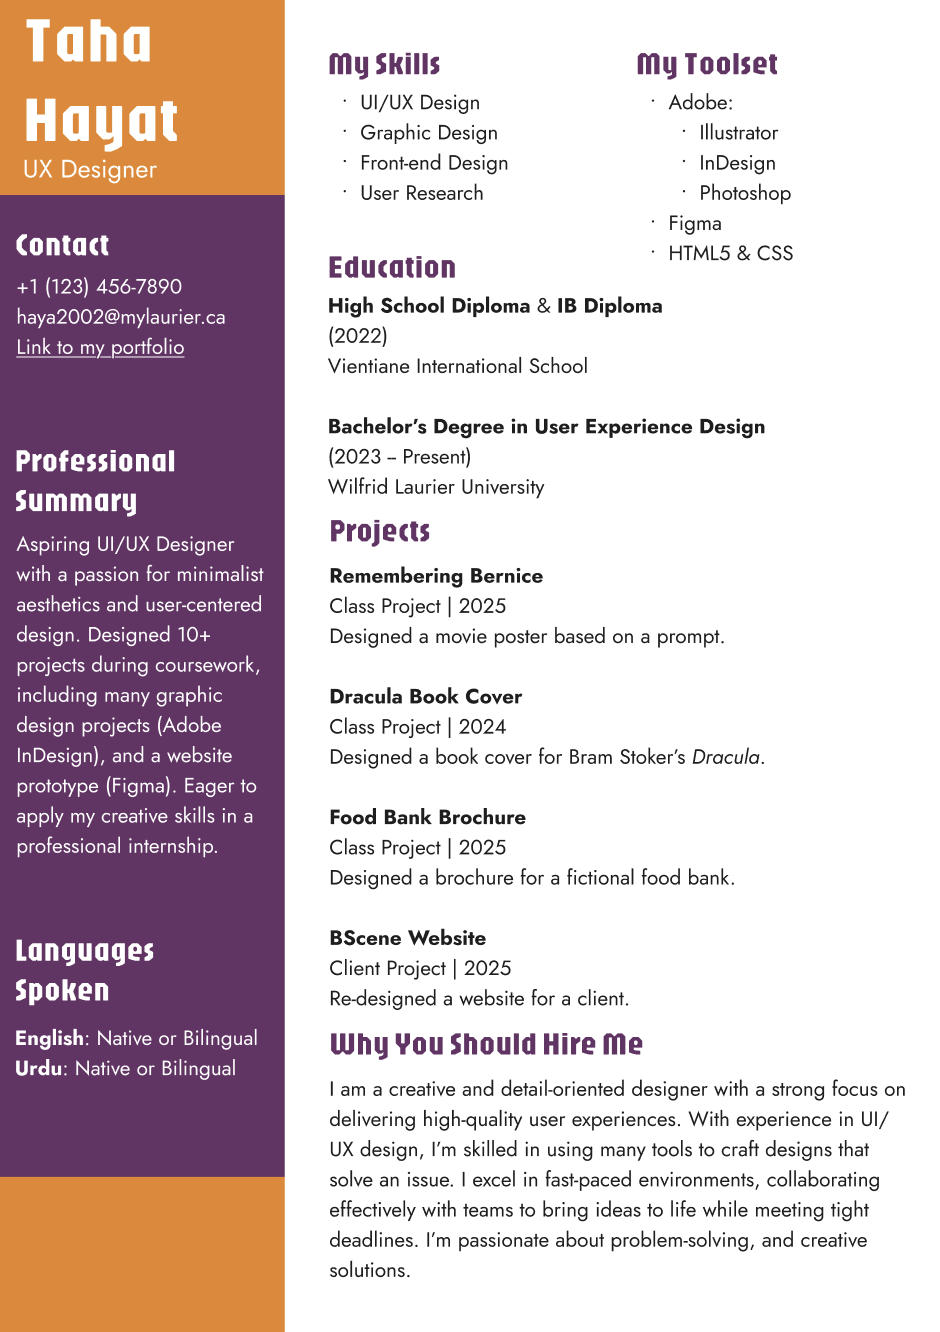 Taha
Hayat
UX Designer
Contact
+1 (123) 456-7890
haya2002@mylaurier.ca
Link to my portfolio
Professional
Summary
Aspiring UI/UX Designer
with a passion for minimalist
aesthetics and user-centered
design. Designed 10+
projects during coursework,
including many graphic
design projects (Adobe
InDesign), and a website
prototype (Figma). Eager to
apply my creative skills in a
professional internship.
Languages
Spoken
English: Native or Bilingual
Urdu: Native or Bilingual
My Skills
· UI/UX Design
· Graphic Design
· Front-end Design
· User Research
My Toolset
· Adobe:
· Illustrator
· InDesign
· Photoshop
· Figma
· HTML5 & CSS
Education
High School Diploma & IB Diploma
(2022)
Vientiane International School
Bachelor’s Degree in User Experience Design
(2023 – Present)
Wilfrid Laurier University
Projects
Remembering Bernice
Class Project | 2025
Designed a movie poster based on a prompt.
Dracula Book Cover
Class Project | 2024
Designed a book cover for Bram Stoker’s Dracula.
Food Bank Brochure
Class Project | 2025
Designed a brochure for a fictional food bank.
BScene Website
Client Project | 2025
Re-designed a website for a client.
Why You Should Hire Me
I am a creative and detail-oriented designer with a strong focus on
delivering high-quality user experiences. With experience in UI/
UX design, I’m skilled in using many tools to craft designs that
solve an issue. I excel in fast-paced environments, collaborating
effectively with teams to bring ideas to life while meeting tight
deadlines. I’m passionate about problem-solving, and creative
solutions.